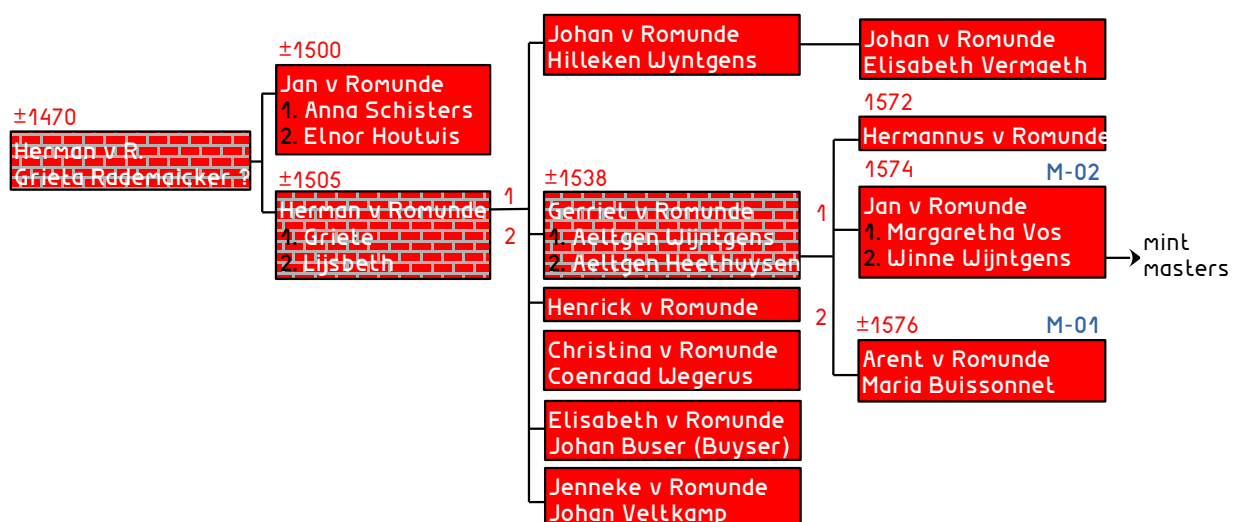 ±1470
Herman v R.
Grieta Rademaicker ?
±1500
Jan v Romunde
1. Anna Schisters
2. Elnor Houtwis
±1505
Herman v Romunde
1. Griete
2. Lijsbeth
1
2
Johan v Romunde
Hilleken Wyntgens
±1538
Gerriet v Romunde
1. Aeltgen Wijntgens
2. Aeltgen Heethuysen
Henrick v Romunde
Christina v Romunde
Coenraad Wegerus
Elisabeth v Romunde
Johan Buser (Buyser)
Jenneke v Romunde
Johan Veltkamp
1
2
Johan v Romunde
Elisabeth Vermaeth
1572
Hermannus v Romunde
1574 M-02
Jan v Romunde
1. Margaretha Vos
2. Winne Wijntgens
mint
masters
±1576 M-01
Arent v Romunde
Maria Buissonnet